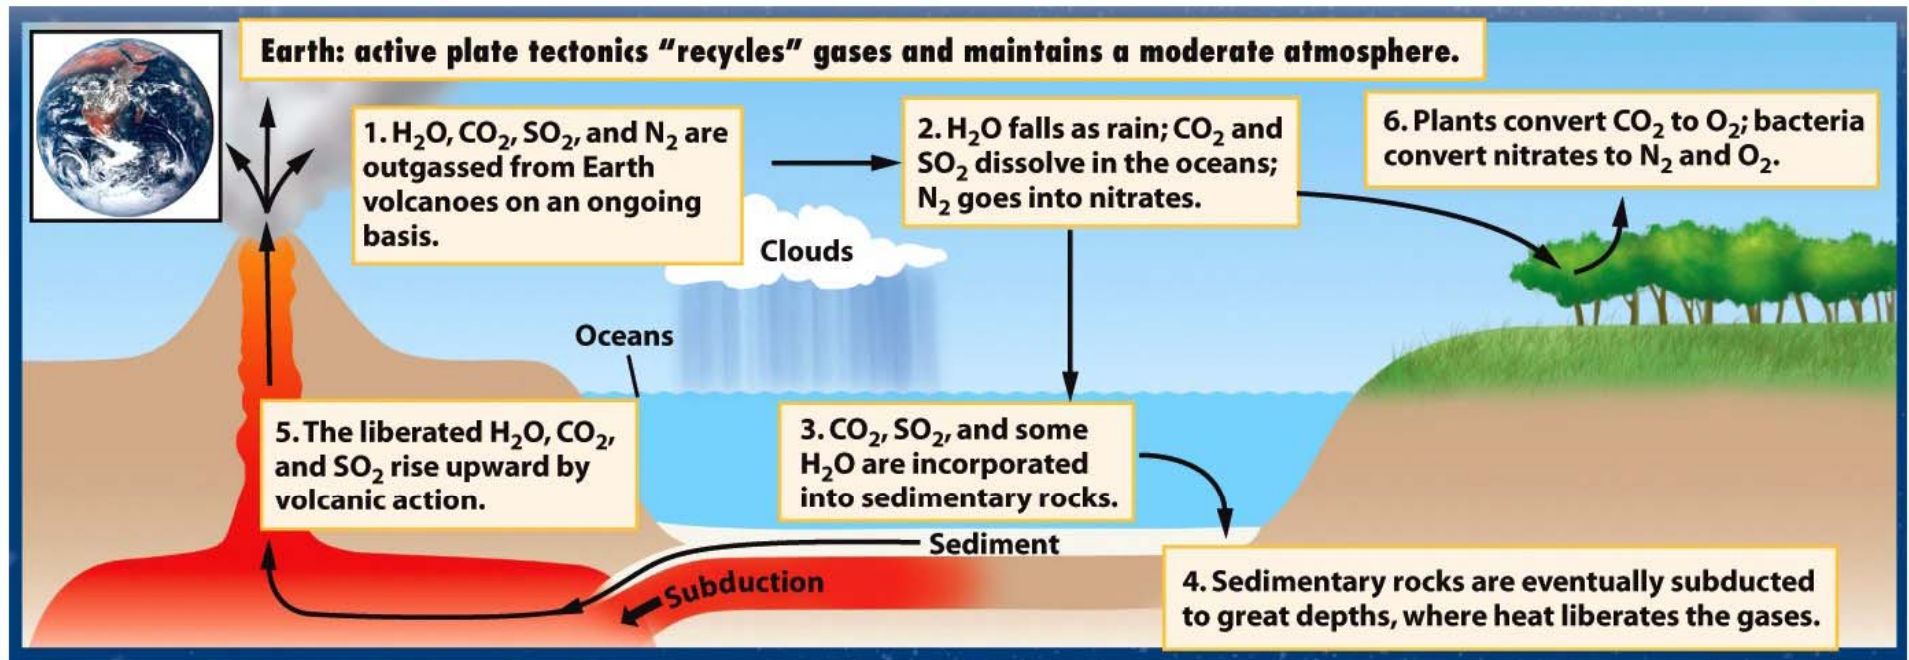 Earth: active plate tectonics “recycles” gases and maintains a moderate atmosphere.
1. H₂O, CO₂, SO₂, and N₂ are
outgassed from Earth
volcanoes on an ongoing
basis.
2. H₂O falls as rain; CO₂ and
SO₂ dissolve in the oceans;
N₂ goes into nitrates.
6. Plants convert CO₂ to O₂; bacteria
convert nitrates to N₂ and O₂.
Clouds
Oceans
5. The liberated H₂O, CO₂,
and SO₂ rise upward by
volcanic action.
3. CO₂, SO₂, and some
H₂O are incorporated
into sedimentary rocks.
Sediment
Subduction
4. Sedimentary rocks are eventually subducted
to great depths, where heat liberates the gases.